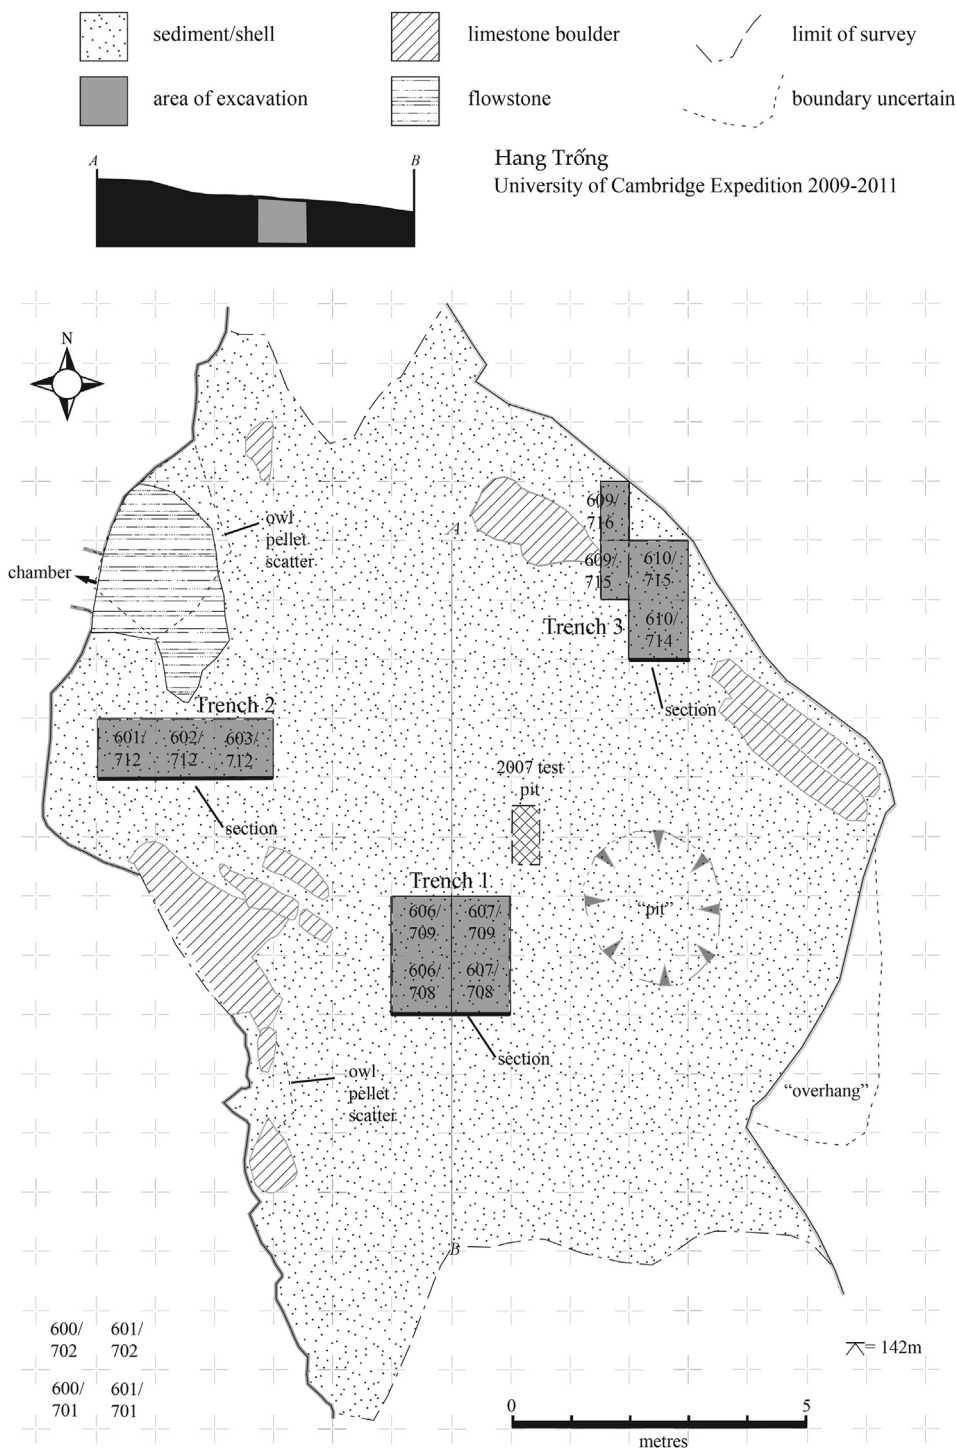 sediment/shell
limestone boulder
limit of survey
area of excavation
flowstone
boundary uncertain
A
B
Hang Trống
University of Cambridge Expedition 2009-2011
N
owl
pellet
scatter
chamber
A
609/
716
609/
715
610/
715
610/
714
Trench 3
section
Trench 2
601/
712
602/
712
603/
712
section
2007 test
pit
Trench 1
606/
709
607/
709
606/
708
607/
708
section
“pit”
owl
pellet
scatter
“overhang”
B
600/
702
601/
702
600/
701
601/
701
= 142m
0
5
metres